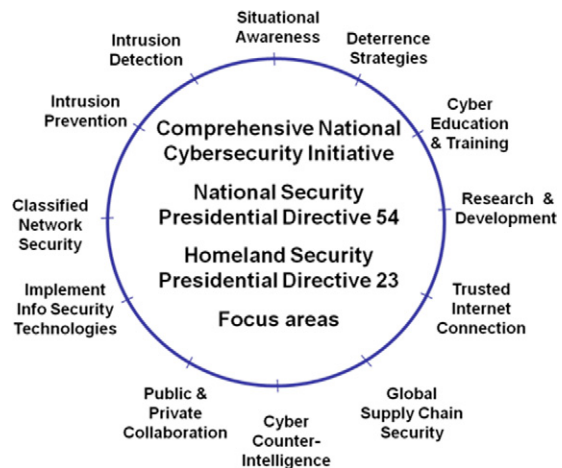 Situational
Awareness
Deterrence
Strategies
Cyber
Education
& Training
Research &
Development
Trusted
Internet
Connection
Global
Supply Chain
Security
Cyber
Counter-
Intelligence
Public &
Private
Collaboration
Implement
Info Security
Technologies
Classified
Network
Security
Intrusion
Prevention
Intrusion
Detection
Comprehensive National
Cybersecurity Initiative
National Security
Presidential Directive 54
Homeland Security
Presidential Directive 23
Focus areas